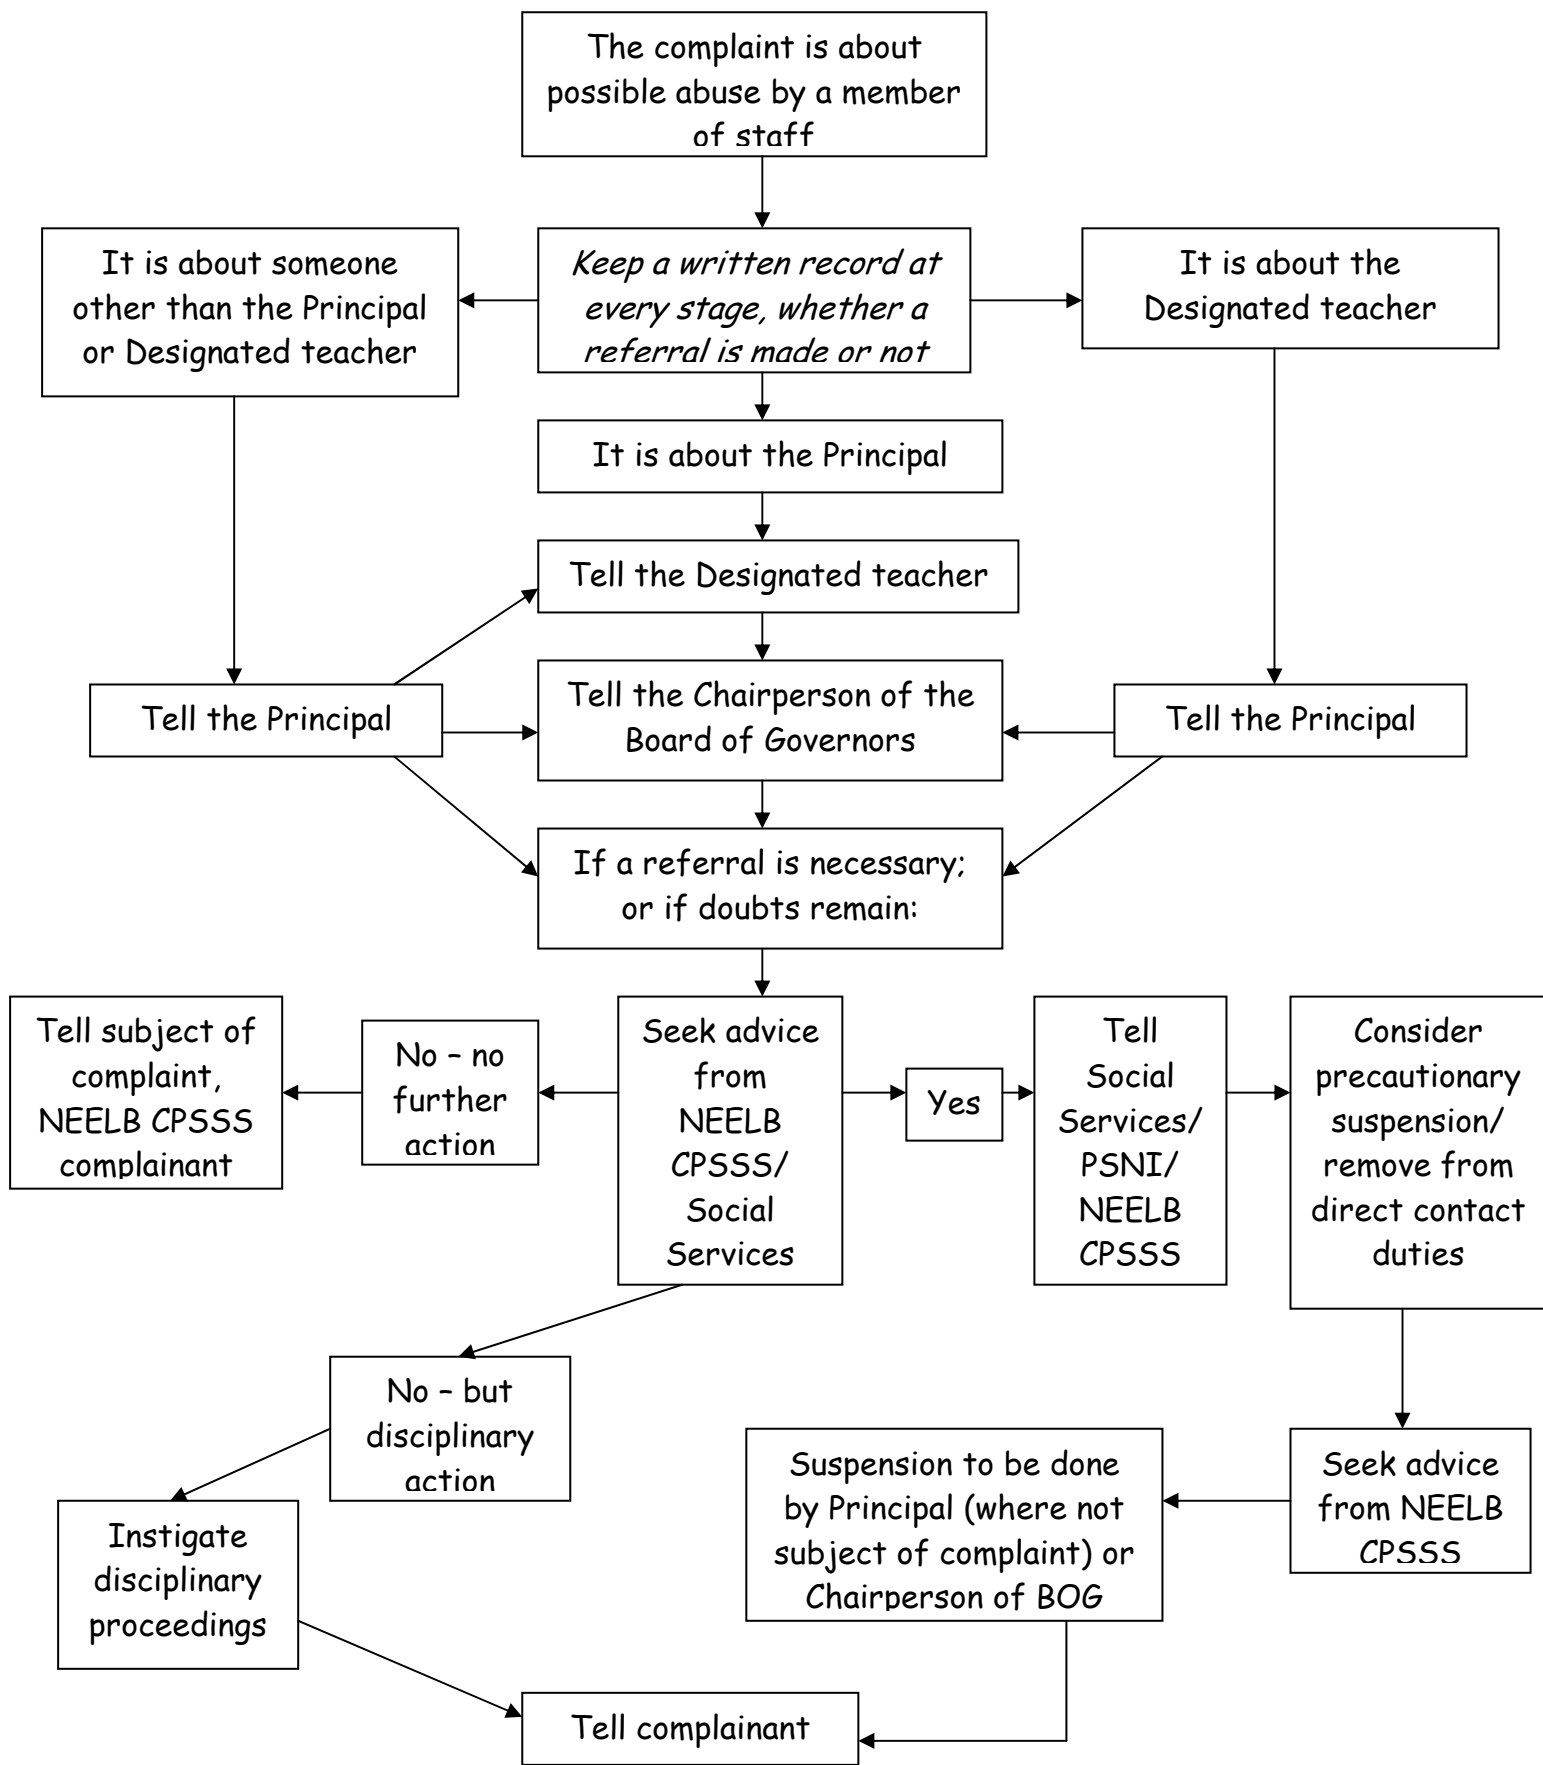 The complaint is about
possible abuse by a member
of staff
It is about someone
other than the Principal
or Designated teacher
Keep a written record at
every stage, whether a
referral is made or not
It is about the
Designated teacher
It is about the Principal
Tell the Designated teacher
Tell the Principal
Tell the Chairperson of the
Board of Governors
Tell the Principal
If a referral is necessary;
or if doubts remain:
Tell subject of
complaint,
NEELB CPSSS
complainant
No – no
further
action
Seek advice
from
NEELB
CPSSS/
Social
Services
Yes
Tell
Social
Services/
PSNI/
NEELB
CPSSS
Consider
precautionary
suspension/
remove from
direct contact
duties
No – but
disciplinary
action
Suspension to be done
by Principal (where not
subject of complaint) or
Chairperson of BOG
Seek advice
from NEELB
CPSSS
Instigate
disciplinary
proceedings
Tell complainant